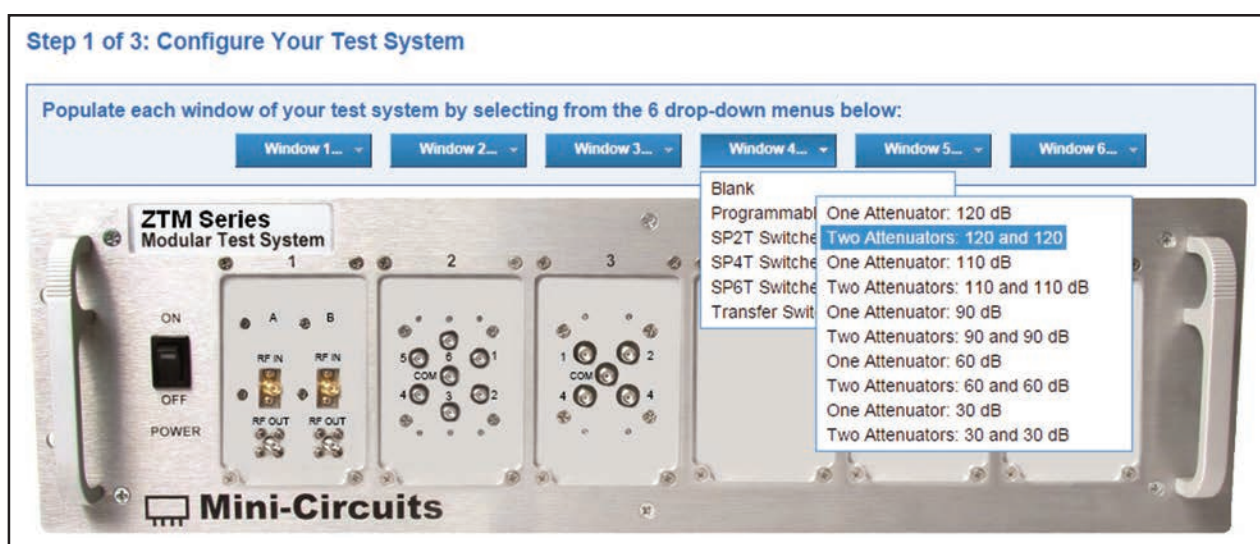 Step 1 of 3: Configure Your Test System
Populate each window of your test system by selecting from the 6 drop-down menus below:
Window 1... Window 2... Window 3... Window 4... Window 5... Window 6...
Blank
Programmabl
SP2T Switche
SP4T Switche
SP6T Switche
Transfer Swit
One Attenuator: 120 dB
Two Attenuators: 120 and 120
One Attenuator: 110 dB
Two Attenuators: 110 and 110 dB
One Attenuator: 90 dB
Two Attenuators: 90 and 90 dB
One Attenuator: 60 dB
Two Attenuators: 60 and 60 dB
One Attenuator: 30 dB
Two Attenuators: 30 and 30 dB
ZTM Series
Modular Test System
1 2 3
ON
OFF
POWER
A B
RF IN RF IN
RF OUT RF OUT
5 6 1
COM
4 3 2
1 2
COM
4 4
Mini-Circuits